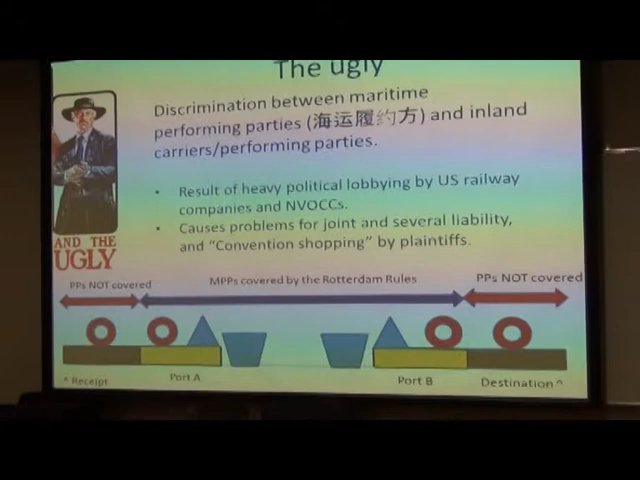 The ugly
Discrimination between maritime
performing parties (海运履约方) and inland
carriers/performing parties.
• Result of heavy political lobbying by US railway
companies and NVOCCs.
• Causes problems for joint and several liability,
and "Convention shopping" by plaintiffs.
AND THE
UGLY
PPs NOT covered
MPPs covered by the Rotterdam Rules
PPs NOT covered
^ Receipt
Port A
Port B
Destination ^